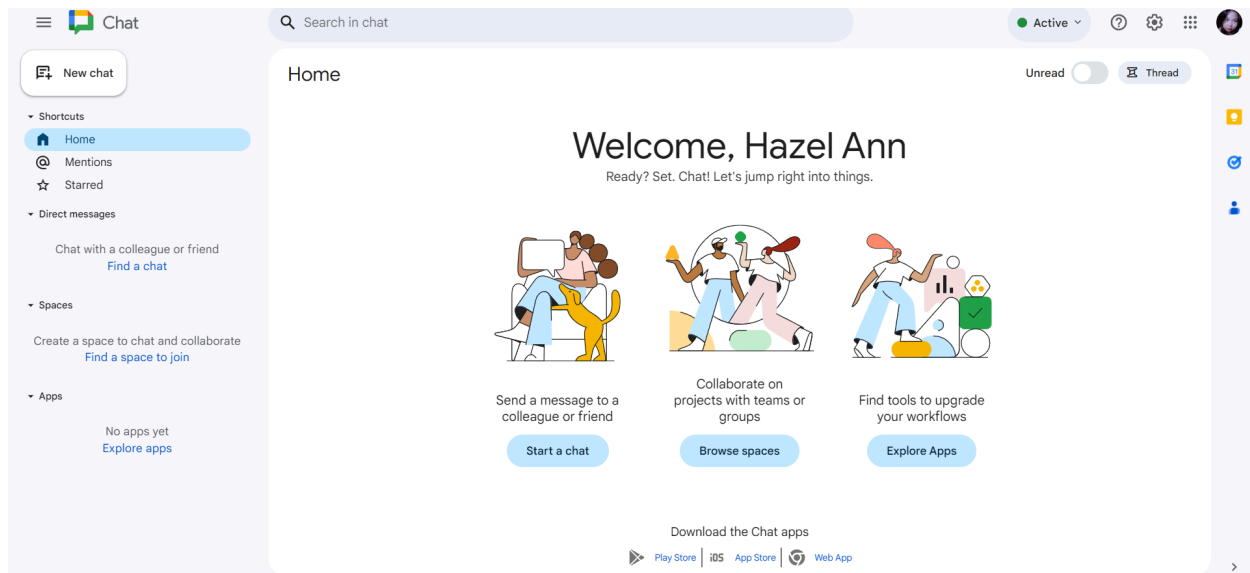 Chat
Search in chat
Active
New chat
Shortcuts
Home
Mentions
Starred
Direct messages
Chat with a colleague or friend
Find a chat
Spaces
Create a space to chat and collaborate
Find a space to join
Apps
No apps yet
Explore apps
Home
Unread
Thread
Welcome, Hazel Ann
Ready? Set. Chat! Let's jump right into things.
Send a message to a
colleague or friend
Start a chat
Collaborate on
projects with teams or
groups
Browse spaces
Find tools to upgrade
your workflows
Explore Apps
Download the Chat apps
Play Store
iOS App Store
Web App
31